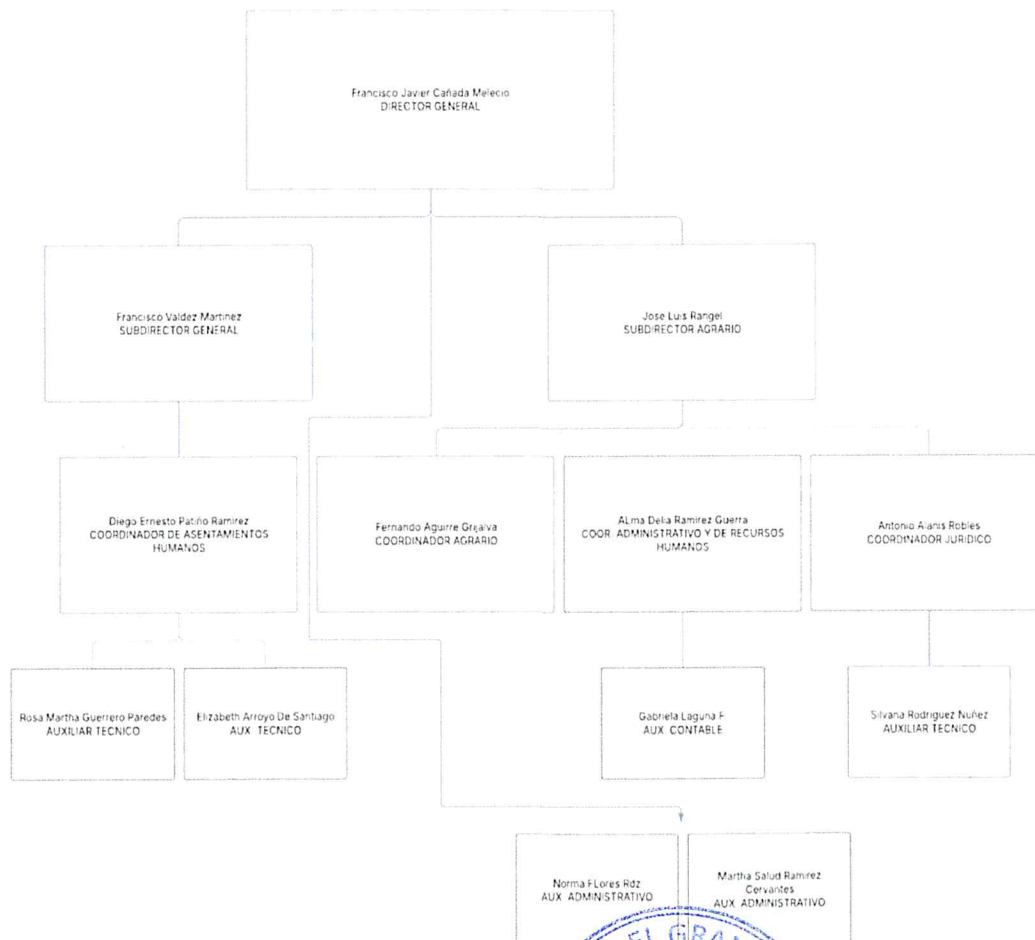 Francisco Javier Cañada Melecio
DIRECTOR GENERAL
Francisco Valdez Martinez
SUBDIRECTOR GENERAL
Jose Luis Rangel
SUBDIRECTOR AGRARIO
Diego Ernesto Patiño Ramirez
COORDINADOR DE ASENTAMIENTOS
HUMANOS
Fernando Aguirre Grijalva
COORDINADOR AGRARIO
ALma Delia Ramirez Guerra
COOR. ADMINISTRATIVO Y DE RECURSOS
HUMANOS
Antonio Alanis Robles
COORDINADOR JURIDICO
Rosa Martha Guerrero Paredes
AUXILIAR TECNICO
Elizabeth Arroyo De Santiago
AUX. TECNICO
Gabriela Laguna F
AUX. CONTABLE
Silvana Rodriguez Nuñez
AUXILIAR TECNICO
Norma FLores Rdz
AUX. ADMINISTRATIVO
Martha Salud Ramirez
Cervantes
AUX. ADMINISTRATIVO